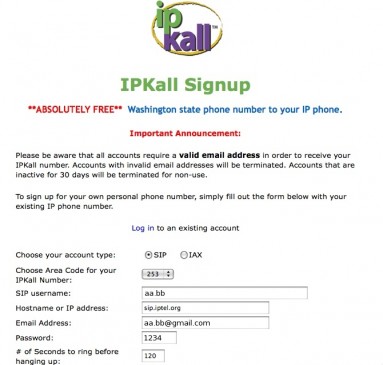 ip
kall™
IPKall Signup
**ABSOLUTELY FREE** Washington state phone number to your IP phone.
Important Announcement:
Please be aware that all accounts require a valid email address in order to receive your
IPKall number. Accounts with invalid email addresses will be terminated. Accounts that are
inactive for 30 days will be terminated for non-use.
To sign up for your own personal phone number, simply fill out the form below with your
existing IP phone number.
Log in to an existing account
Choose your account type: SIP IAX
Choose Area Code for your
IPKall Number: 253
SIP username: aa.bb
Hostname or IP address: sip.iptel.org
Email Address: aa.bb@gmail.com
Password: 1234
# of Seconds to ring before
hanging up: 120